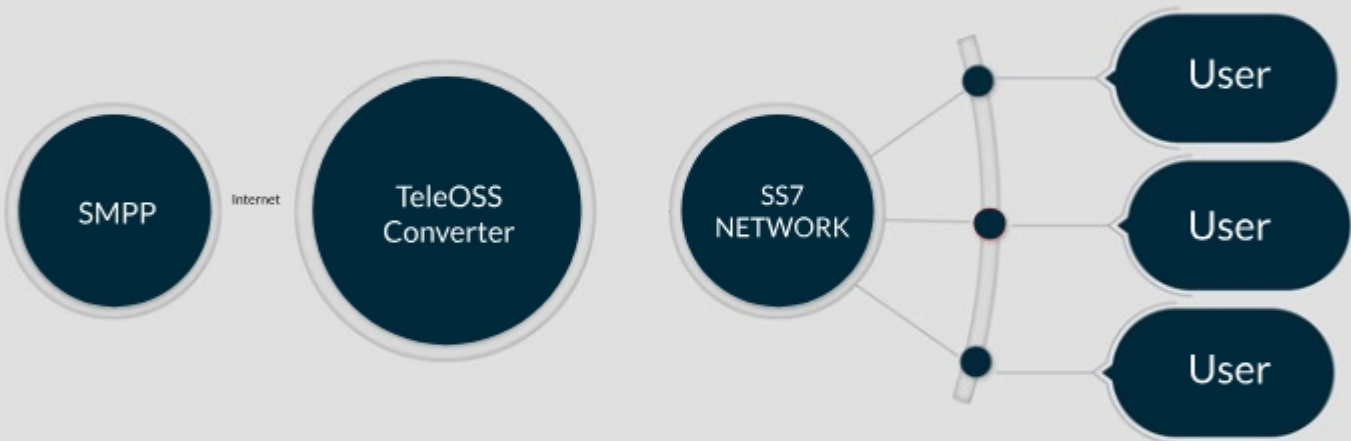 SMPP
Internet
TeleOSS
Converter
SS7
NETWORK
User
User
User